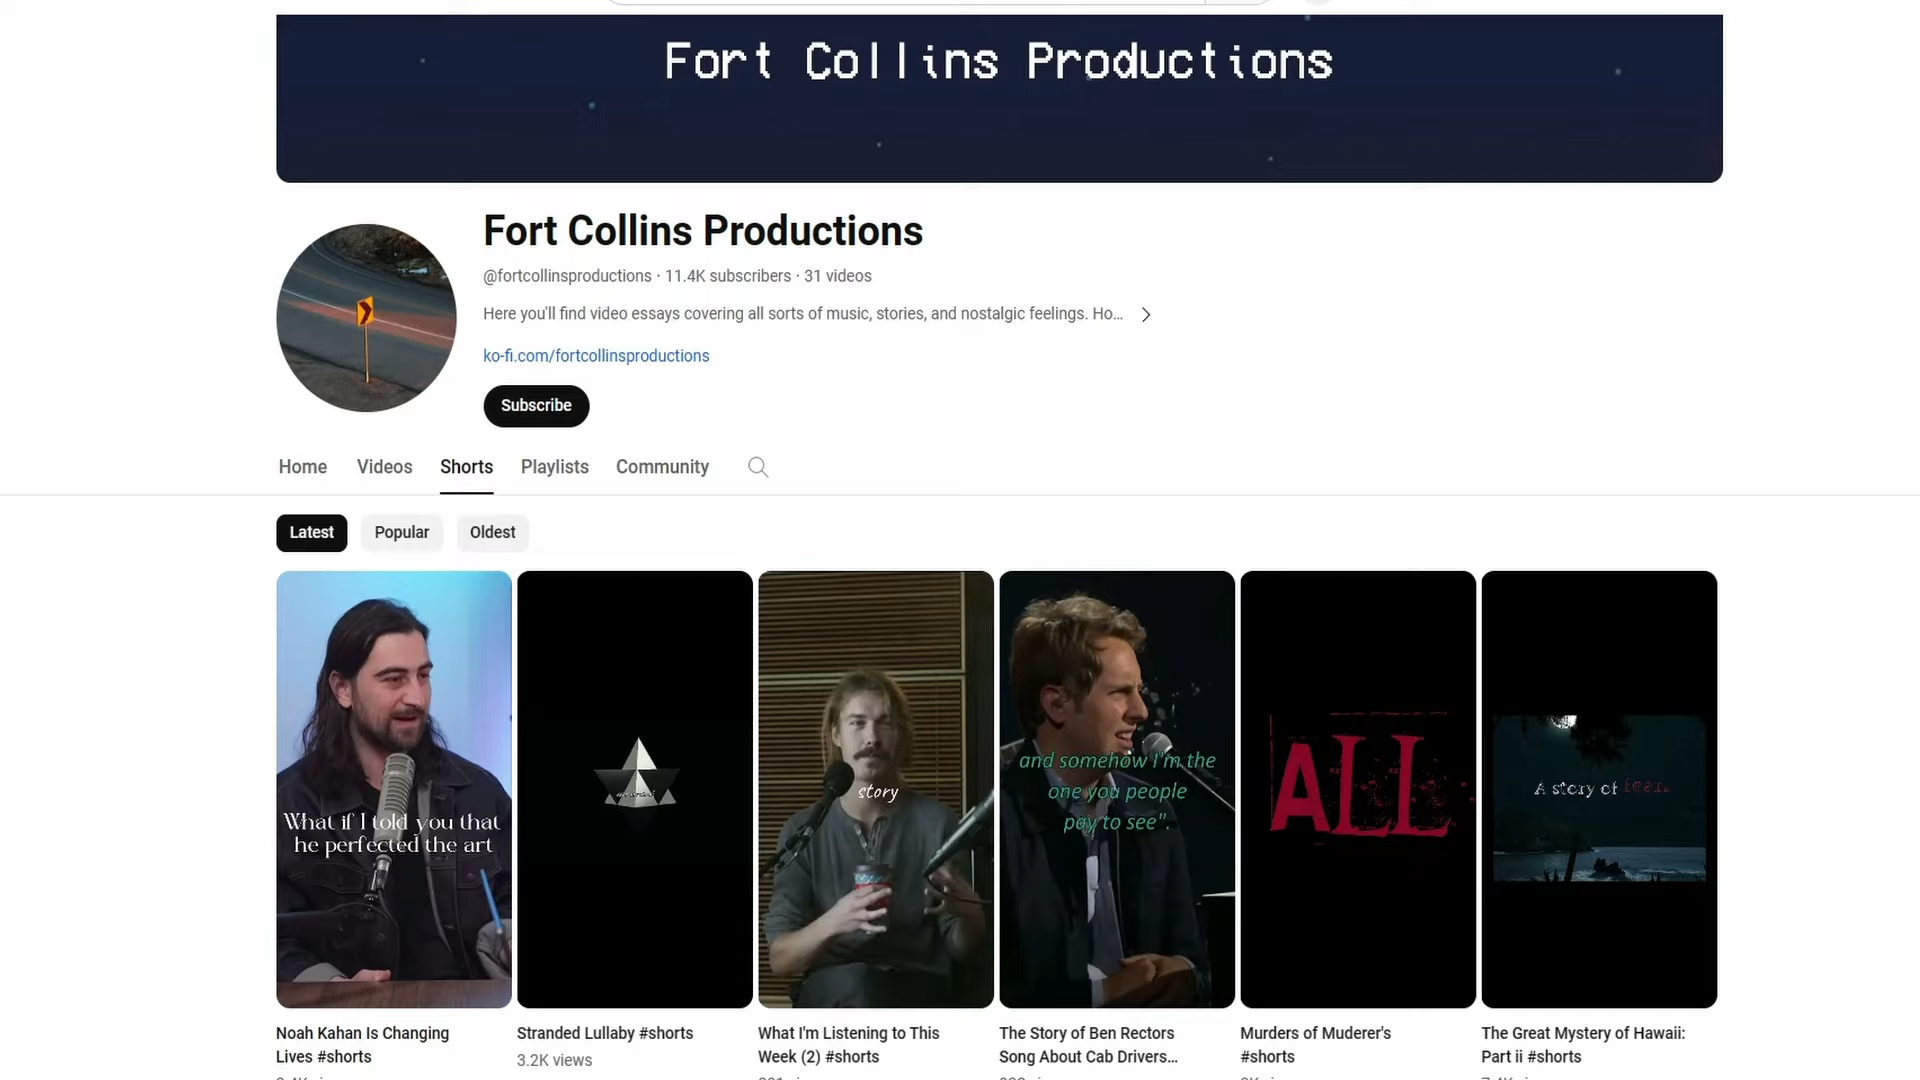 Fort Collins Productions
Fort Collins Productions
@fortcollinsproductions · 11.4K subscribers · 31 videos
Here you'll find video essays covering all sorts of music, stories, and nostalgic feelings. Ho...
ko-fi.com/fortcollinsproductions
Subscribe
Home Videos Shorts Playlists Community
Latest Popular Oldest
What if I told you that
he perfected the art
story
and somehow I'm the
one you people
pay to see".
ALL
A story of fear.
Noah Kahan Is Changing
Lives #shorts
Stranded Lullaby #shorts
3.2K views
What I'm Listening to This
Week (2) #shorts
The Story of Ben Rectors
Song About Cab Drivers...
Murders of Muderer's
#shorts
The Great Mystery of Hawaii:
Part ii #shorts